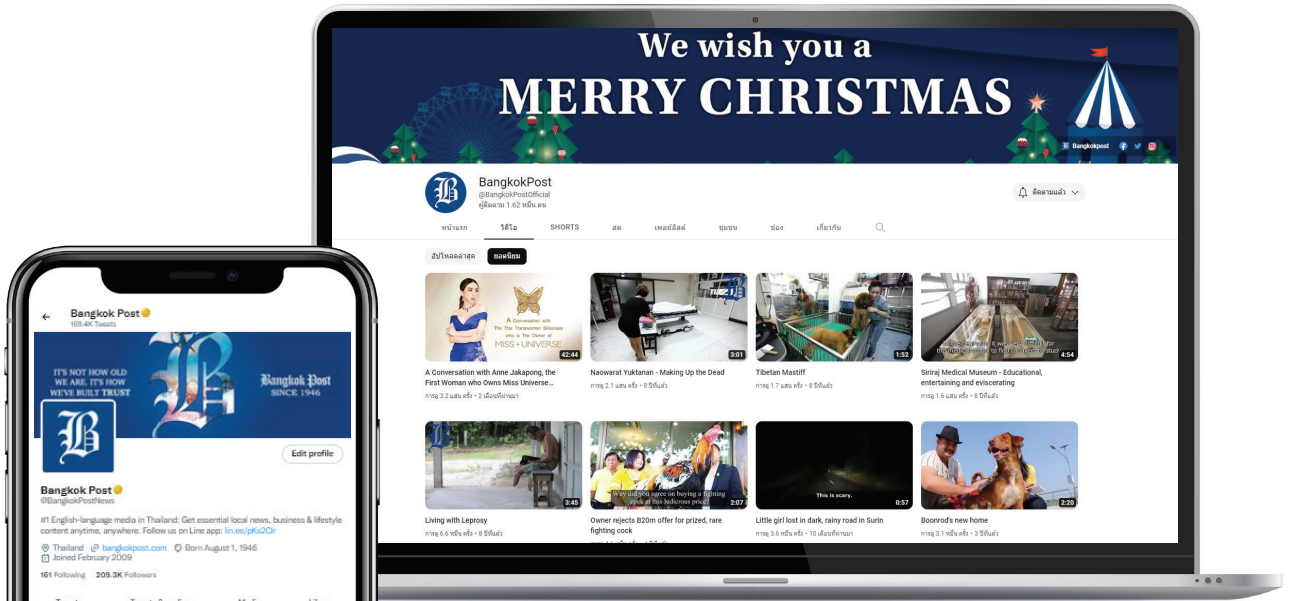 We wish you a
MERRY CHRISTMAS
Bangkokpost
BangkokPost
@BangkokPostOfficial
ผู้ติดตาม 1.62 หมื่น คน
ติดตามแล้ว
หน้าแรก วิดีโอ SHORTS สด เพลย์ลิสต์ ชุมชน ช่อง เกี่ยวกับ
อัปโหลดล่าสุด ยอดนิยม
A Conversation with
The The Transwoman Billionaire
who is The Owner of
MISS UNIVERSE
42:44
A Conversation with Anne Jakapong, the
First Woman who Owns Miss Universe...
การดู 3.2 แสน ครั้ง • 2 เดือนที่ผ่านมา
3:01
Naowarat Yuktanan - Making Up the Dead
การดู 2.1 แสน ครั้ง • 8 ปีที่แล้ว
1:52
Tibetan Mastiff
การดู 1.7 แสน ครั้ง • 8 ปีที่แล้ว
4:54
Siriraj Medical Museum - Educational,
entertaining and eviscerating
การดู 1.6 แสน ครั้ง • 8 ปีที่แล้ว
3:45
Living with Leprosy
การดู 6.6 หมื่น ครั้ง • 8 ปีที่แล้ว
Why did you agree on buying a fighting
cock at this ludicrous price?
2:07
Owner rejects B20m offer for prized, rare
fighting cock
This is scary.
0:57
Little girl lost in dark, rainy road in Surin
การดู 3.6 หมื่น ครั้ง • 10 เดือนที่ผ่านมา
2:20
Boonrod's new home
การดู 3.1 หมื่น ครั้ง • 3 ปีที่แล้ว
Bangkok Post
169.4K Tweets
IT'S NOT HOW OLD
WE ARE. IT'S HOW
WE'VE BUILT TRUST
Bangkok Post
SINCE 1946
Edit profile
Bangkok Post
@BangkokPostNews
#1 English-language media in Thailand: Get essential local news, business & lifestyle
content anytime, anywhere. Follow us on Line app: lin.ee/pKs2CIr
Thailand bangkokpost.com Born August 1, 1946
Joined February 2009
161 Following 209.3K Followers